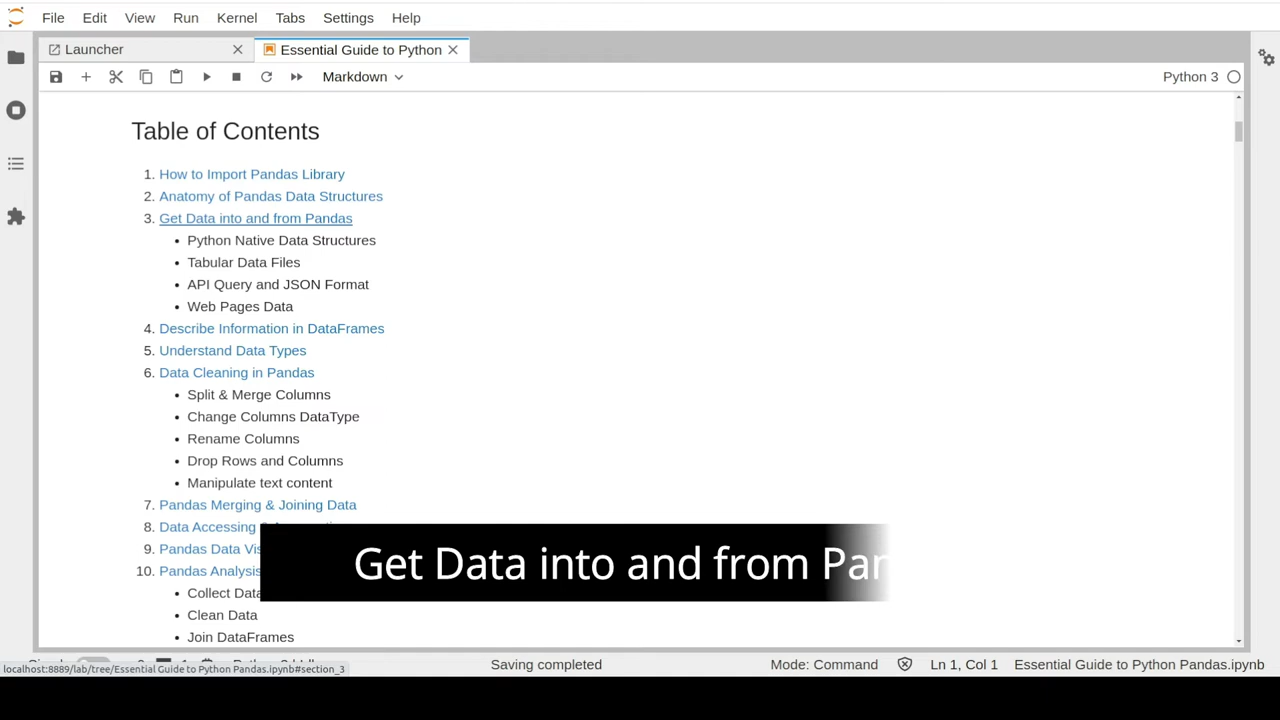 File Edit View Run Kernel Tabs Settings Help
Launcher
Essential Guide to Python
Markdown
Python 3
Table of Contents
1. How to Import Pandas Library
2. Anatomy of Pandas Data Structures
3. Get Data into and from Pandas
• Python Native Data Structures
• Tabular Data Files
• API Query and JSON Format
• Web Pages Data
4. Describe Information in DataFrames
5. Understand Data Types
6. Data Cleaning in Pandas
• Split & Merge Columns
• Change Columns DataType
• Rename Columns
• Drop Rows and Columns
• Manipulate text content
7. Pandas Merging & Joining Data
8. Data Accessing
9. Pandas Data Vis
10. Pandas Analysis
• Collect Data
• Clean Data
• Join DataFrames
Get Data into and from Pan
localhost:8889/lab/tree/Essential Guide to Python Pandas.ipynb#section_3
Saving completed
Mode: Command
Ln 1, Col 1
Essential Guide to Python Pandas.ipynb